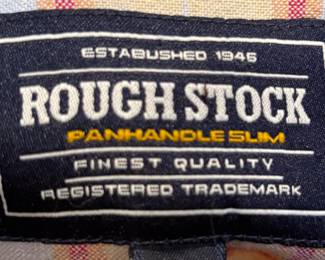 ESTABLISHED 1946
ROUGH STOCK
PANHANDLE SLIM
FINEST QUALITY
REGISTERED TRADEMARK